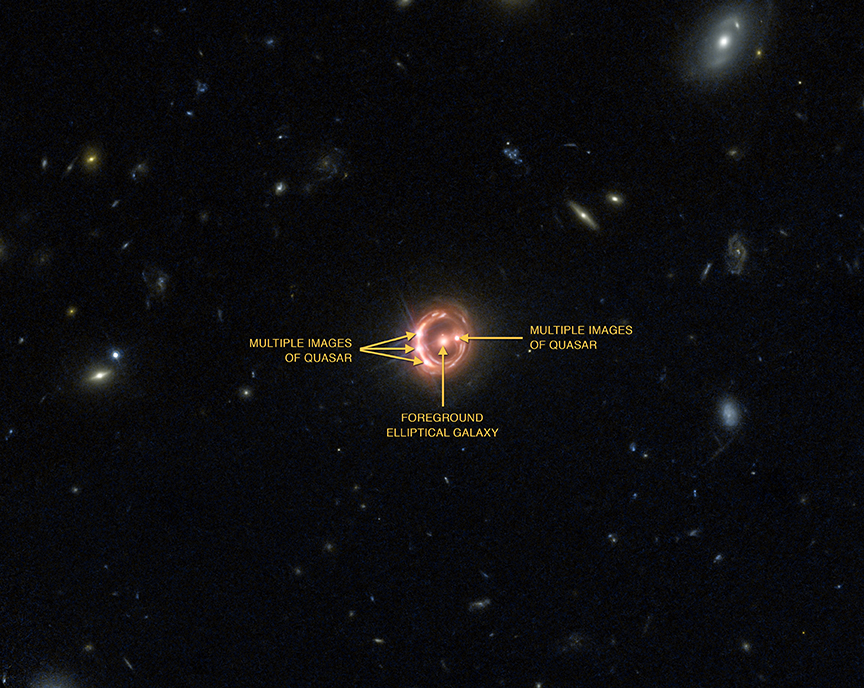 MULTIPLE IMAGES
OF QUASAR
MULTIPLE IMAGES
OF QUASAR
FOREGROUND
ELLIPTICAL GALAXY